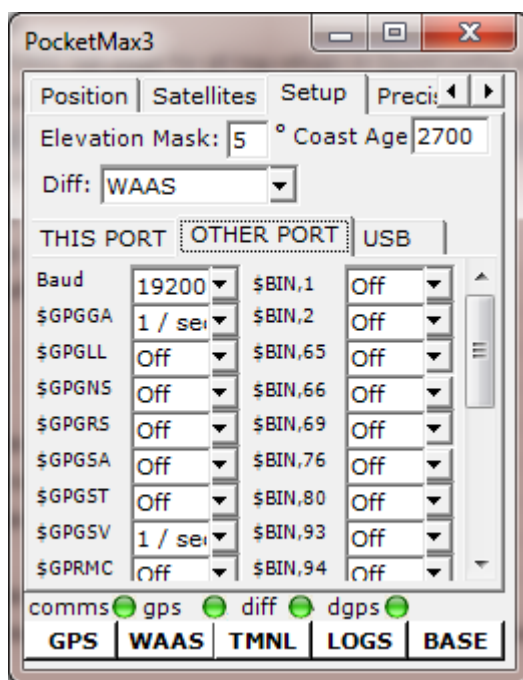 PocketMax3
Position Satellites Setup Preci
Elevation Mask: 5 ° Coast Age 2700
Diff: WAAS
THIS PORT OTHER PORT USB
Baud 19200 $BIN,1 Off
$GPGGA 1 / se $BIN,2 Off
$GPGLL Off $BIN,65 Off
$GPGNS Off $BIN,66 Off
$GPGRS Off $BIN,69 Off
$GPGSA Off $BIN,76 Off
$GPGST Off $BIN,80 Off
$GPGSV 1 / se $BIN,93 Off
$GPRMC Off $BIN,94 Off
comms gps diff dgps
GPS WAAS TMNL LOGS BASE